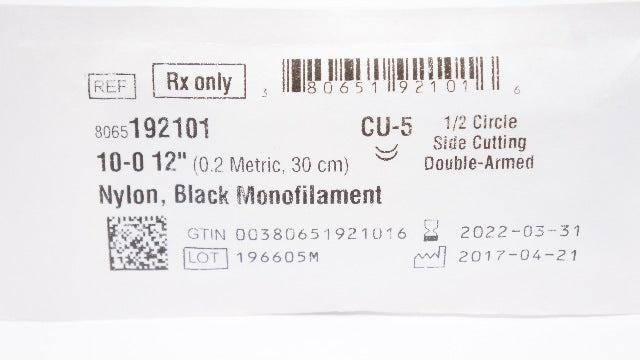 REF Rx only
3 80651 92101 6
8065192101 CU-5 1/2 Circle
Side Cutting
10-0 12" (0.2 Metric, 30 cm) Double-Armed
Nylon, Black Monofilament
GTIN 00380651921016 2022-03-31
LOT 196605M 2017-04-21